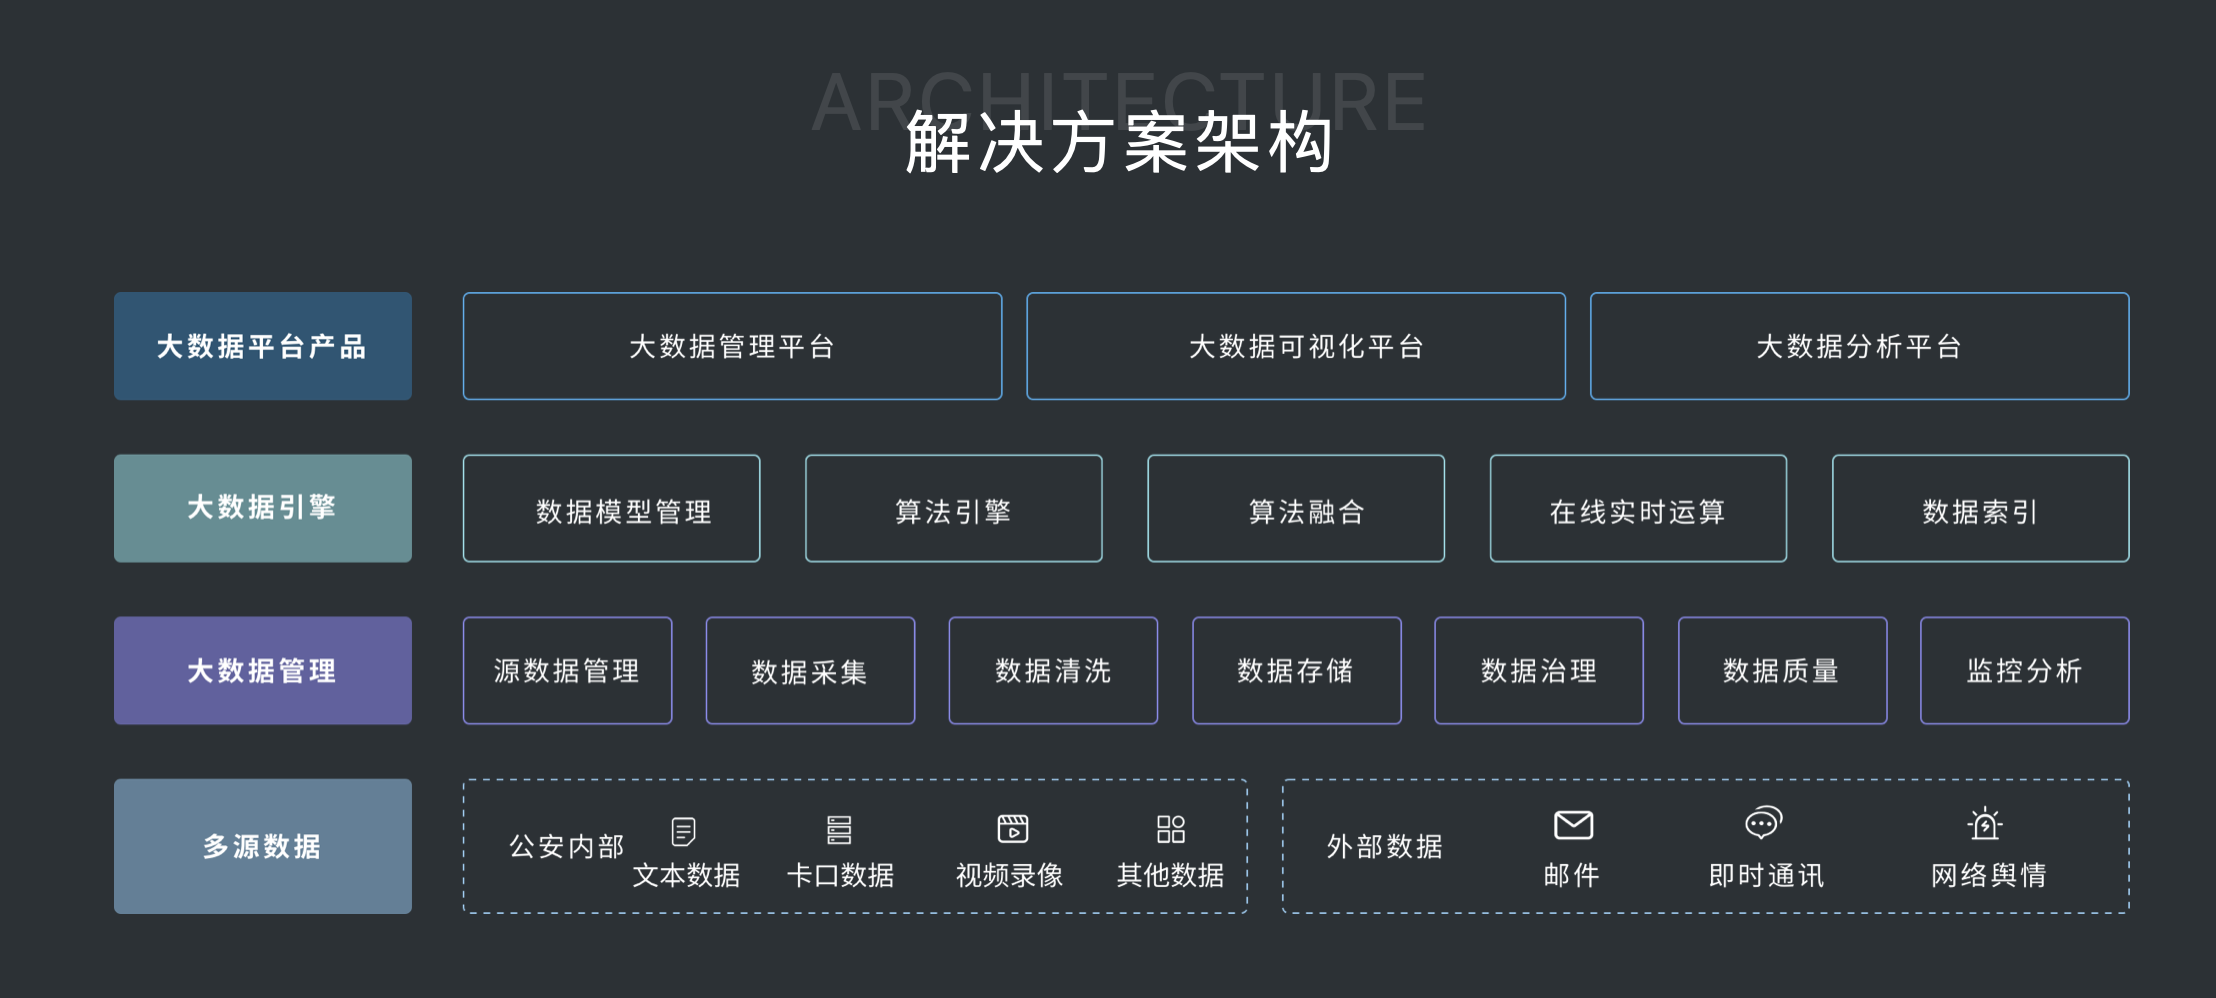 ARCHITECTURE
解决方案架构
大数据平台产品
大数据管理平台
大数据可视化平台
大数据分析平台
大数据引擎
数据模型管理
算法引擎
算法融合
在线实时运算
数据索引
大数据管理
源数据管理
数据采集
数据清洗
数据存储
数据治理
数据质量
监控分析
多源数据
公安内部
文本数据
卡口数据
视频录像
其他数据
外部数据
邮件
即时通讯
网络舆情